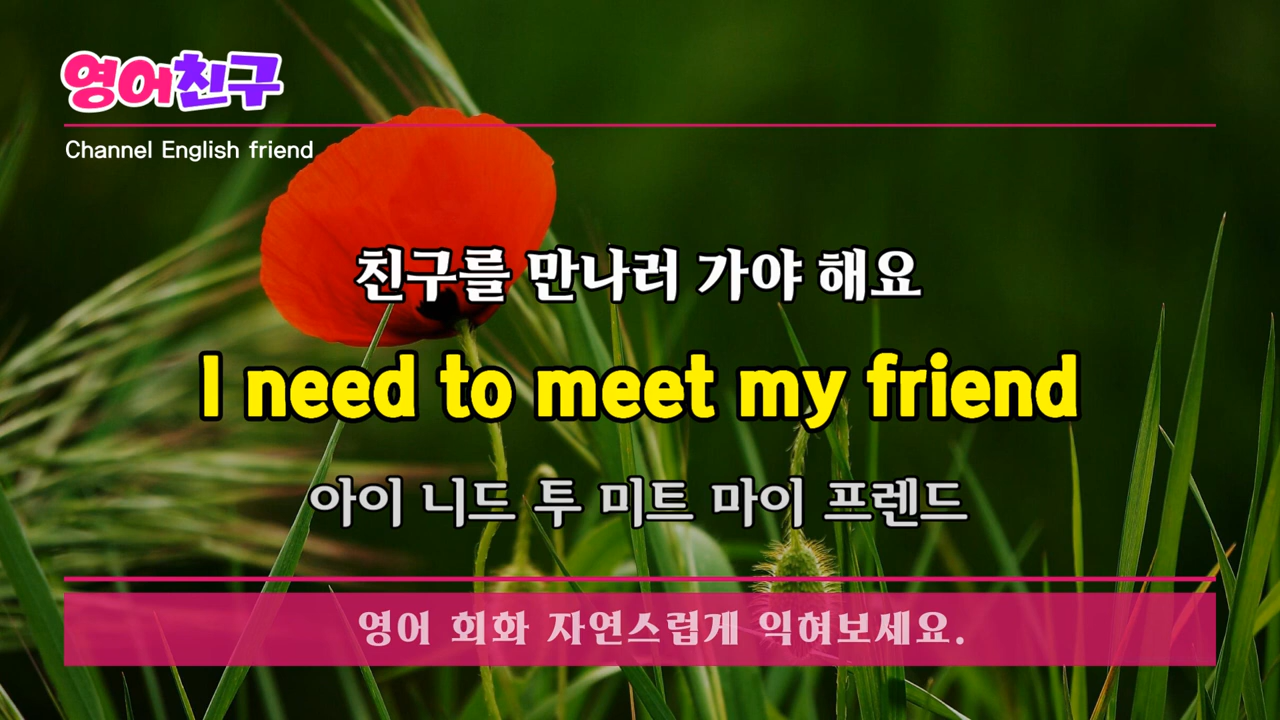 영어친구
Channel English friend
친구를 만나러 가야 해요
I need to meet my friend
아이 니드 투 미트 마이 프렌드
영어 회화 자연스럽게 익혀보세요.